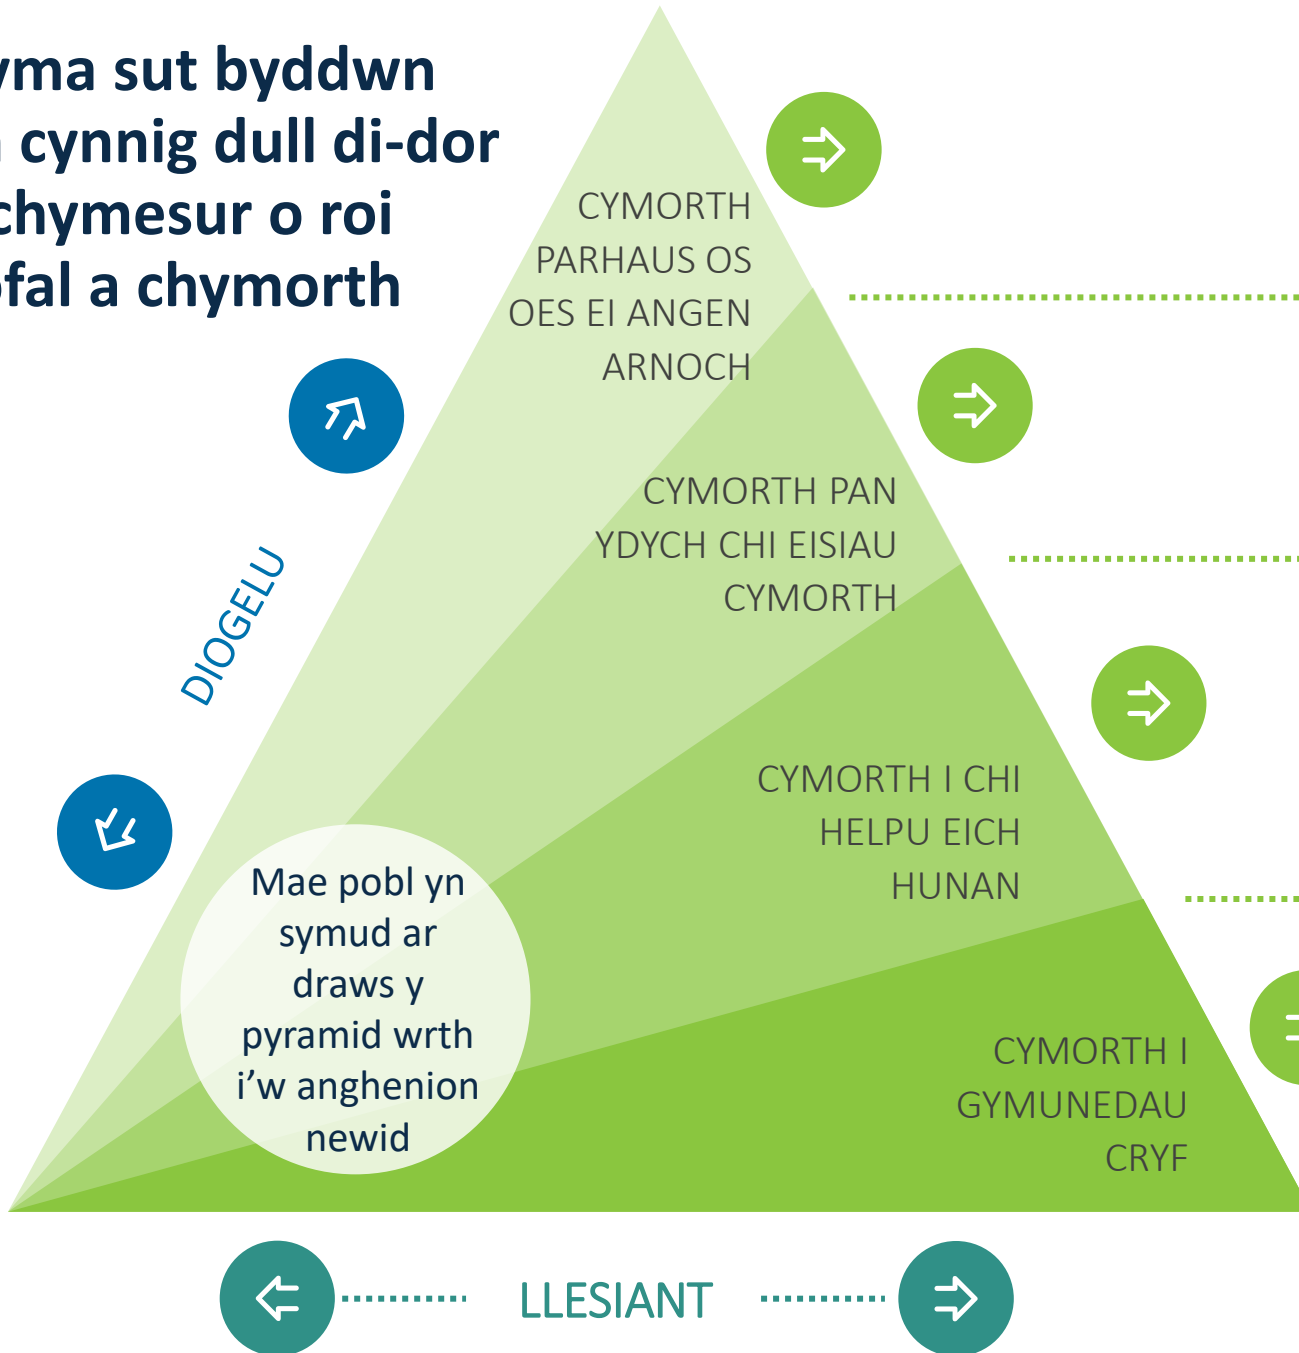 yma sut byddwn
cynnig dull di-dor
chymesur o roi
ofal a chymorth
CYMORTH
PARHAUS OS
OES EI ANGEN
ARNOCH
CYMORTH PAN
YDYCH CHI EISIAU
CYMORTH
DIOGELU
CYMORTH I CHI
HELPU EICH
HUNAN
Mae pobl yn
symud ar
draws y
pyramid wrth
i’w anghenion
newid
CYMORTH I
GYMUNEDAU
CRYF
LLESIANT